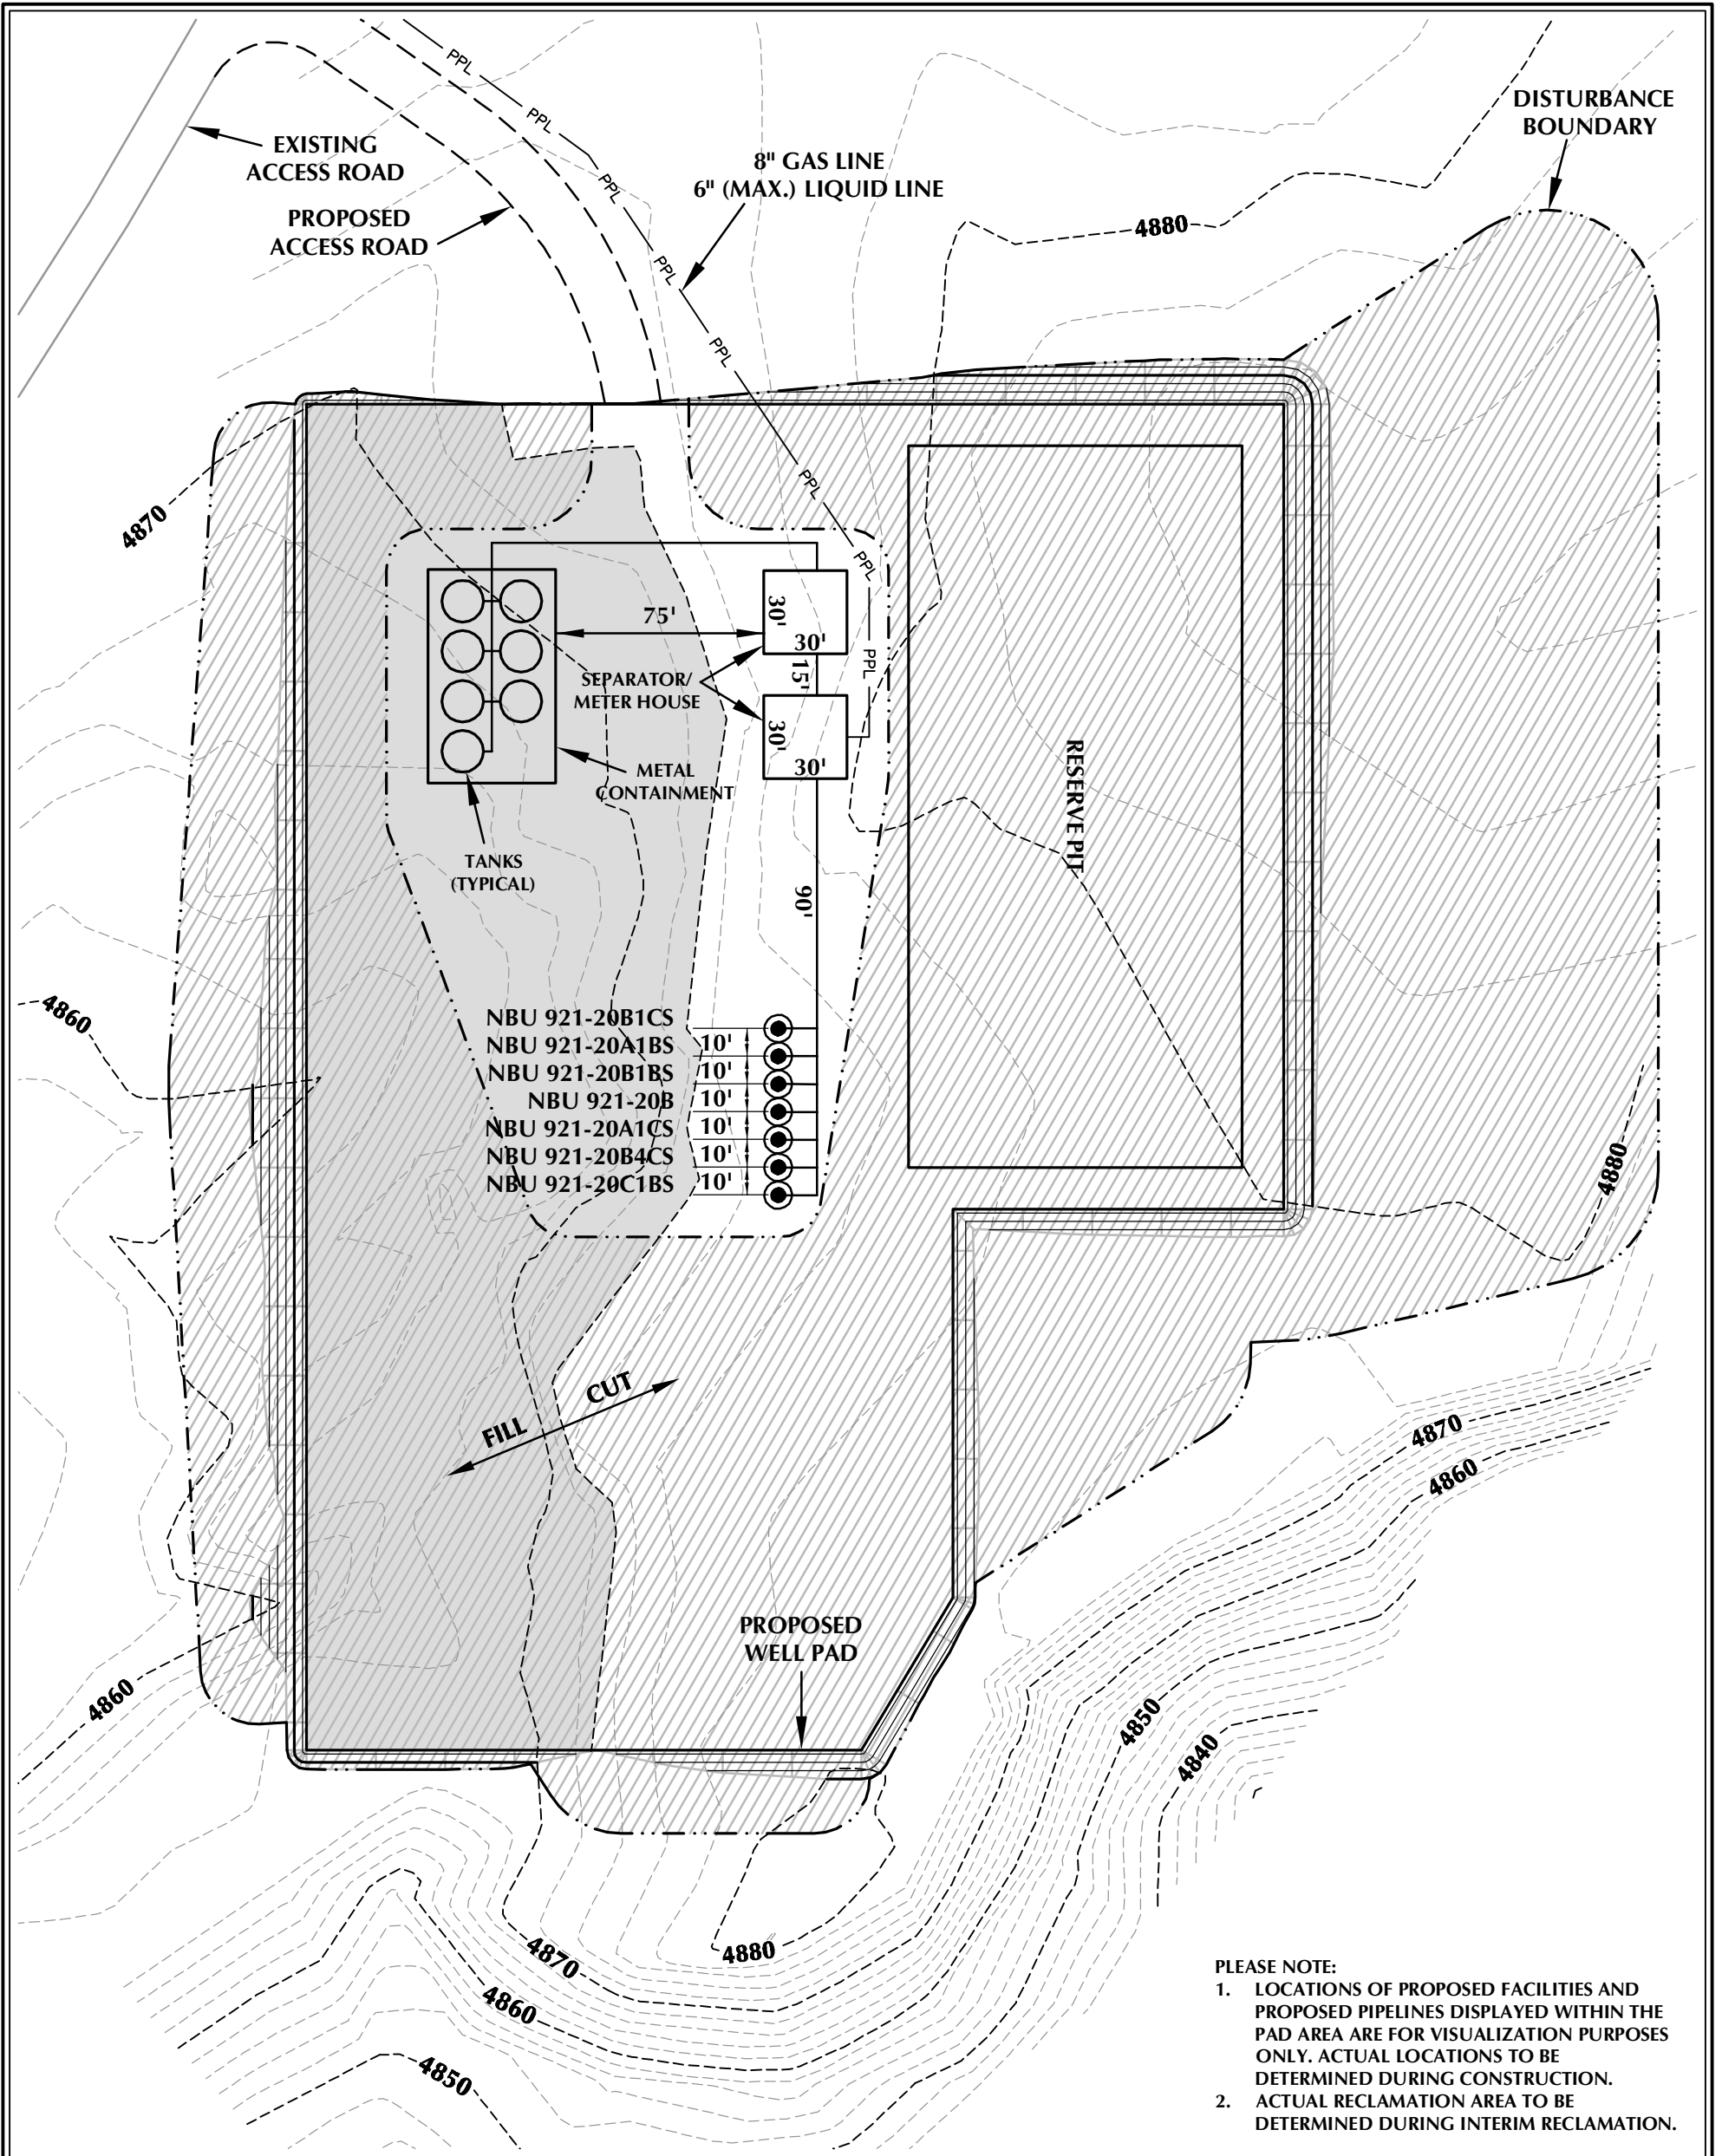 PPL
PPL
PPL
PPL
PPL
PPL
PPL
PPL
EXISTING
ACCESS ROAD
PROPOSED
ACCESS ROAD
8" GAS LINE
6" (MAX.) LIQUID LINE
DISTURBANCE
BOUNDARY
4880
4870
75'
30'
30'
15'
SEPARATOR/
METER HOUSE
30'
30'
METAL
CONTAINMENT
TANKS
(TYPICAL)
RESERVE PIT
90'
4860
NBU 921-20B1CS
10'
NBU 921-20A1BS
10'
NBU 921-20B1BS
10'
NBU 921-20B
10'
NBU 921-20A1CS
10'
NBU 921-20B4CS
10'
NBU 921-20C1BS
4880
CUT
FILL
4870
4860
PROPOSED
WELL PAD
4860
4850
4840
4870
4880
4860
4850
PLEASE NOTE:
1. LOCATIONS OF PROPOSED FACILITIES AND
PROPOSED PIPELINES DISPLAYED WITHIN THE
PAD AREA ARE FOR VISUALIZATION PURPOSES
ONLY. ACTUAL LOCATIONS TO BE
DETERMINED DURING CONSTRUCTION.
2. ACTUAL RECLAMATION AREA TO BE
DETERMINED DURING INTERIM RECLAMATION.